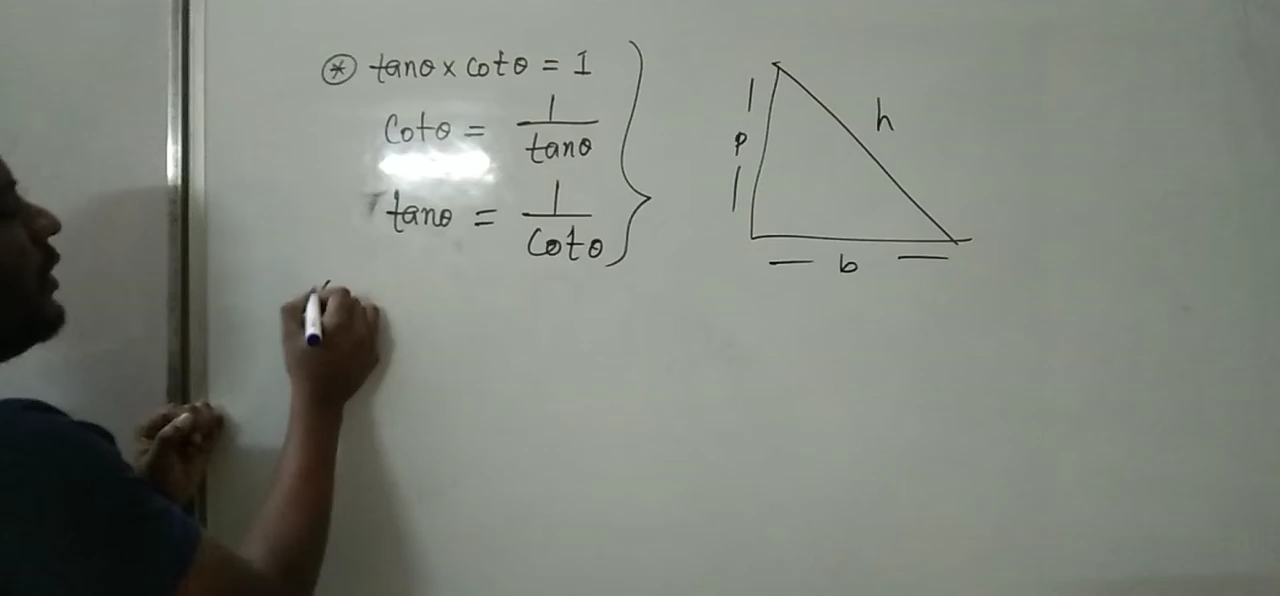 ⊛ tanθ × cotθ = 1
cotθ = 1/tanθ
tanθ = 1/cotθ
p
h
b